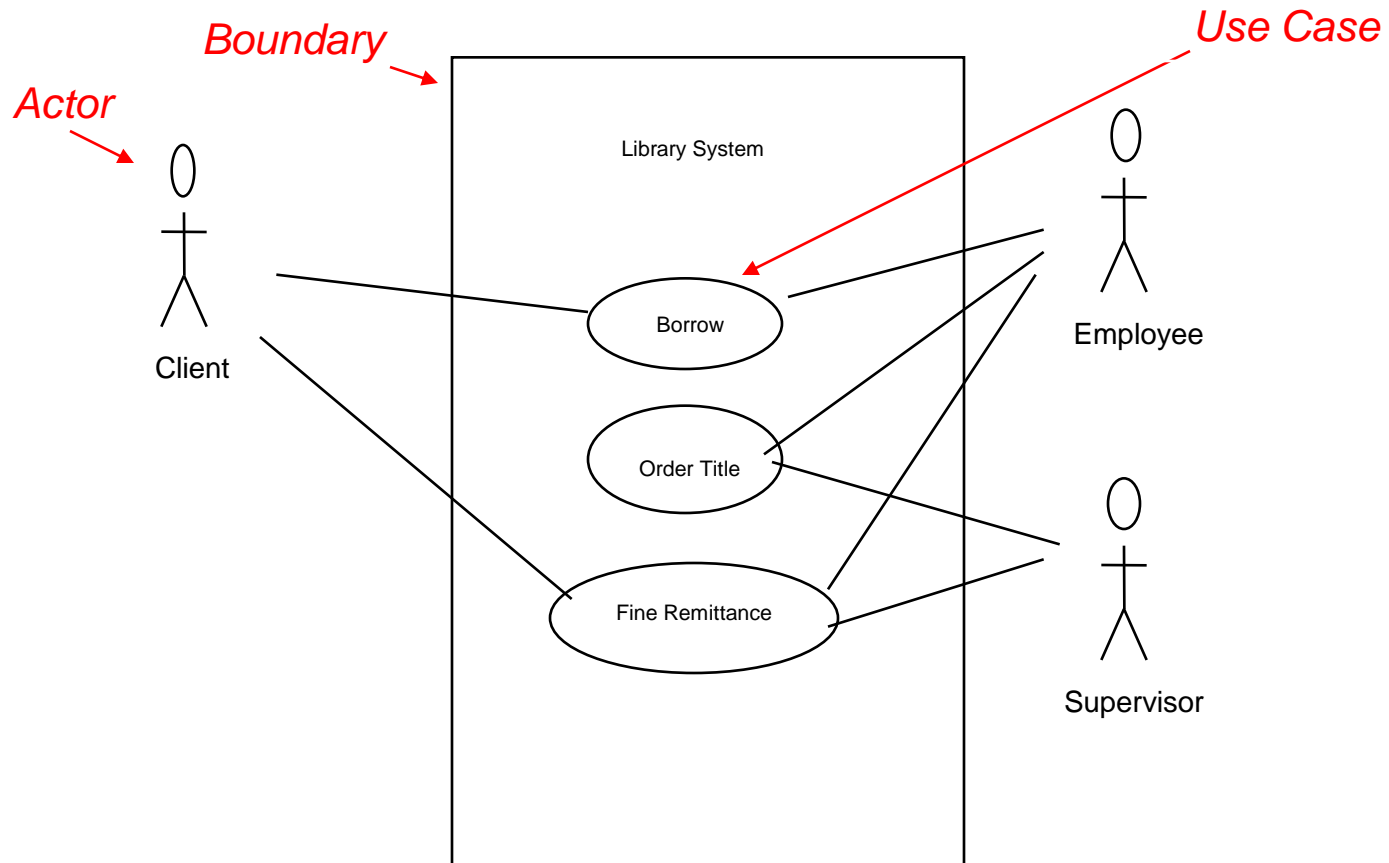 Use Case
Boundary
Actor
Library System
Borrow
Employee
Client
Order Title
Fine Remittance
Supervisor